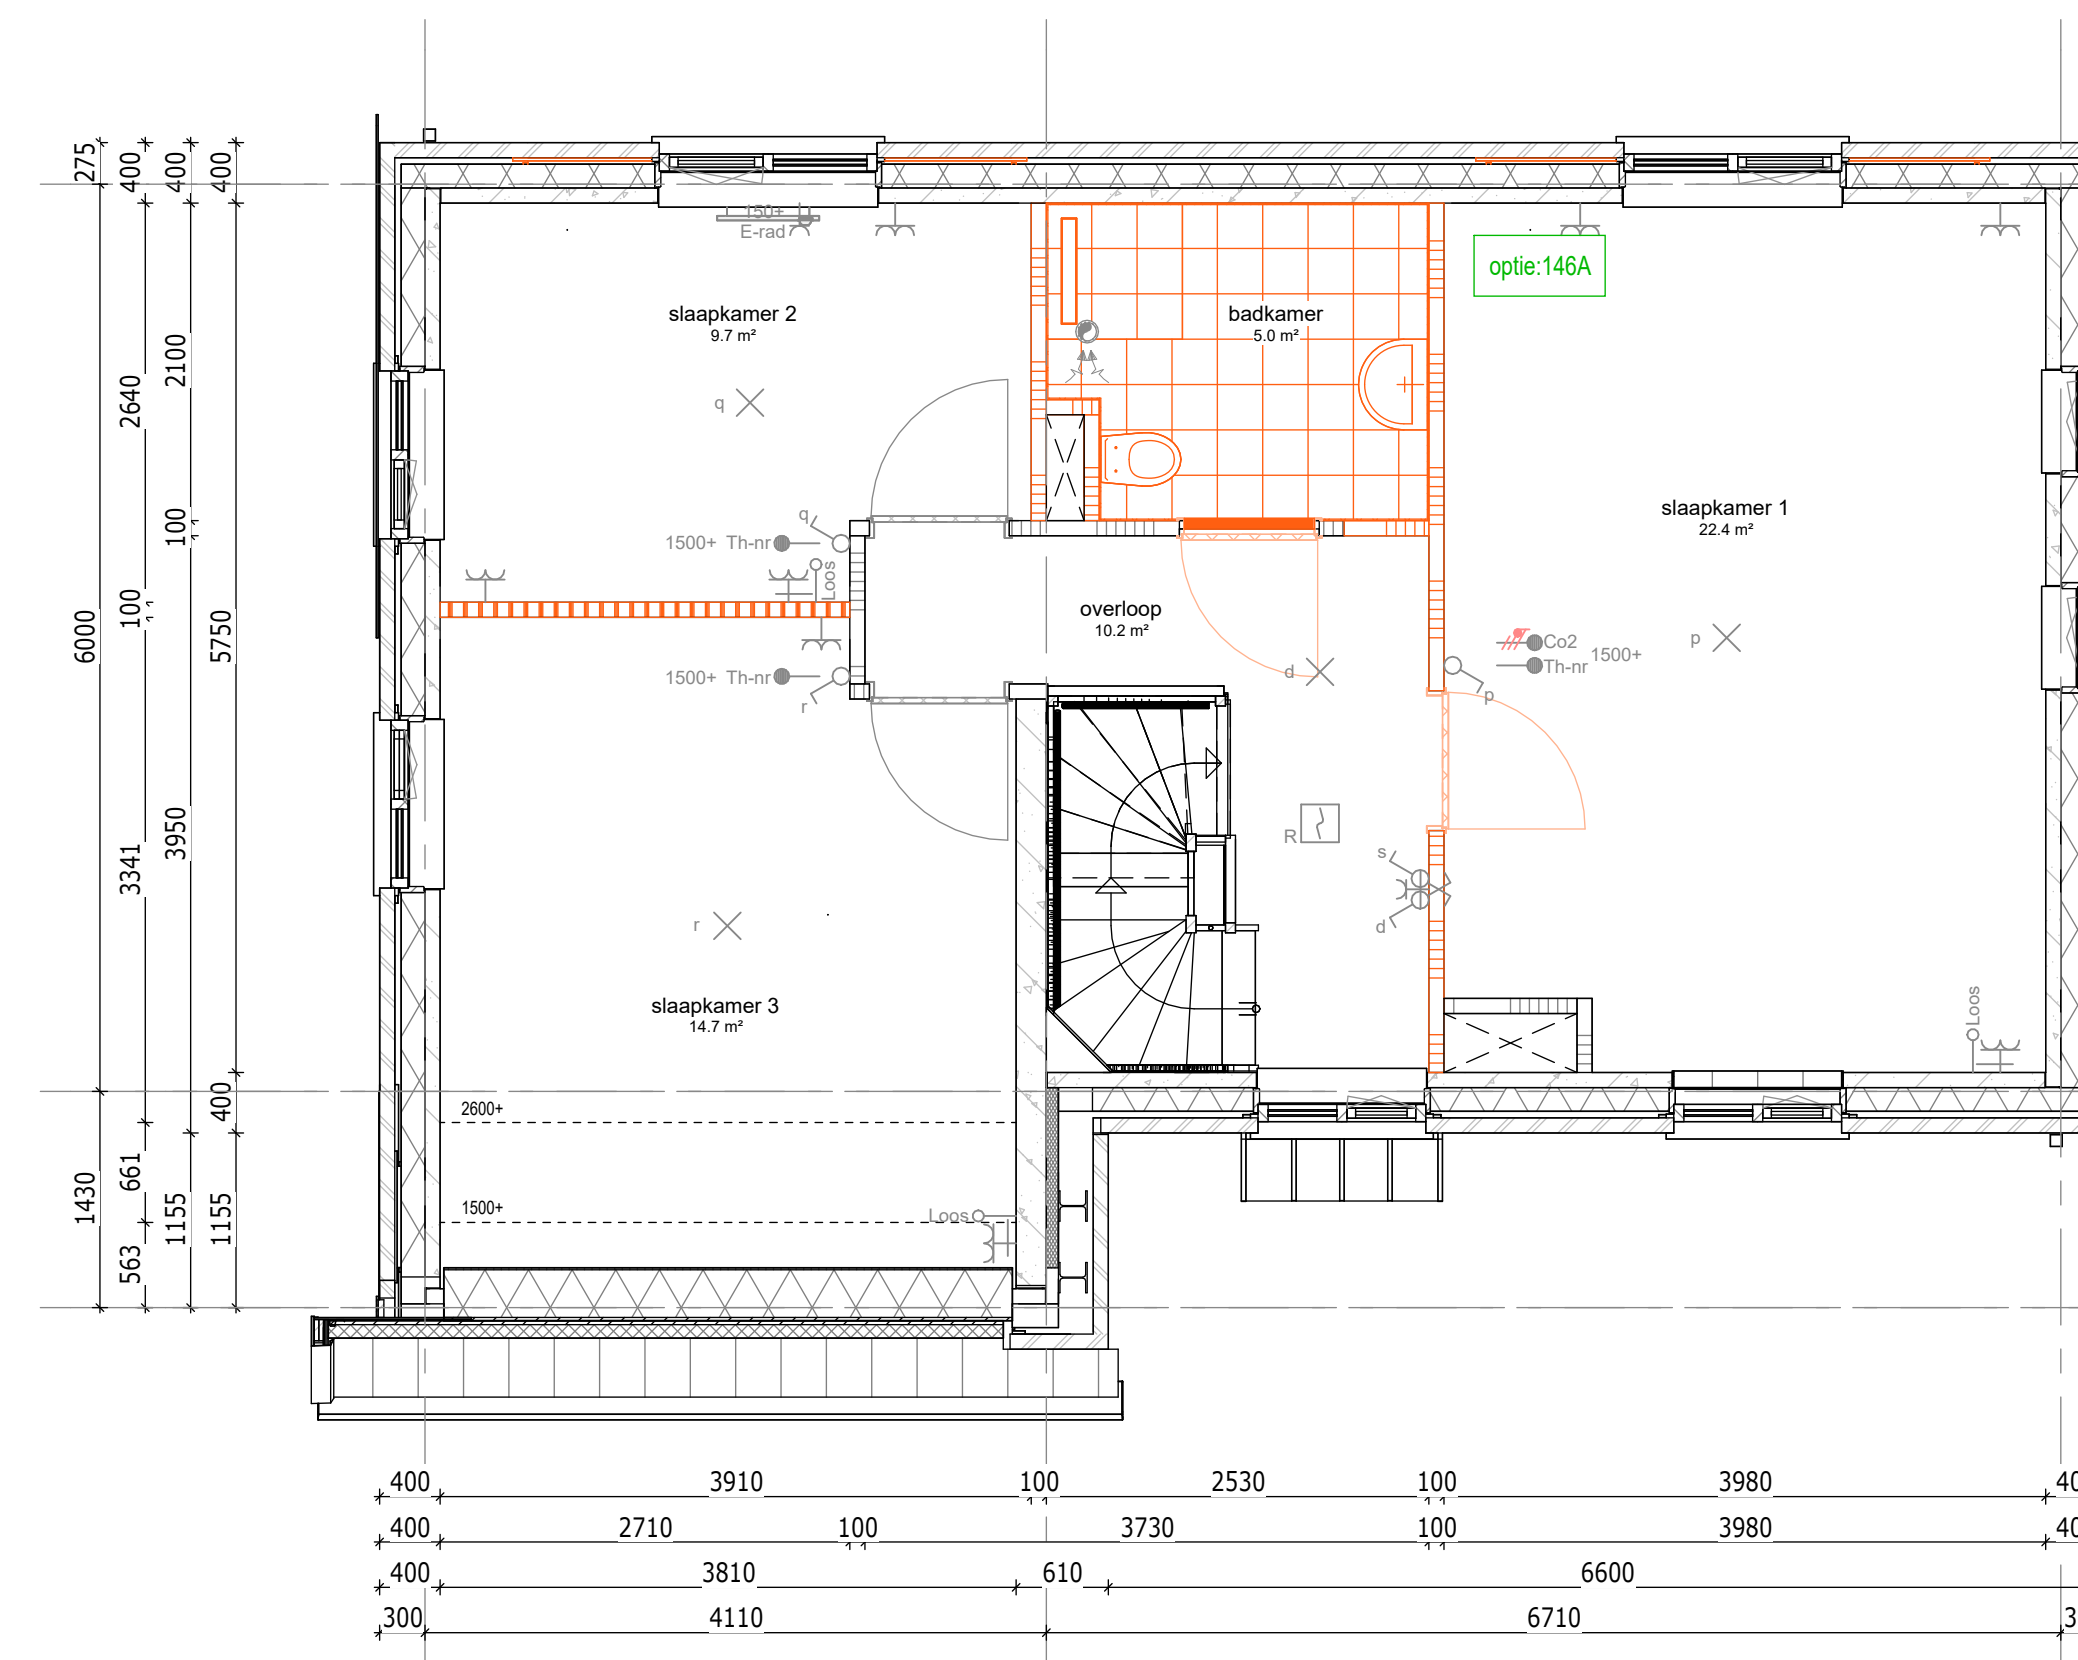 275
400
400
400
150+
E-rad
optie:146A
slaapkamer 2
9.7 m²
badkamer
5.0 m²
2100
2640
q
slaapkamer 1
22.4 m²
100
q
1500+ Th-nr
Loos
100
6000
5750
overloop
10.2 m²
Co2
1500+
Th-nr
p
p
d
1500+ Th-nr
r
3950
3341
R
s
d
r
slaapkamer 3
14.7 m²
Loos
400
2600+
661
1430
1155
1155
1500+
Loos
563
400
3910
100
2530
100
3980
40
400
2710
100
3730
100
3980
40
400
3810
610
6600
300
4110
6710
3